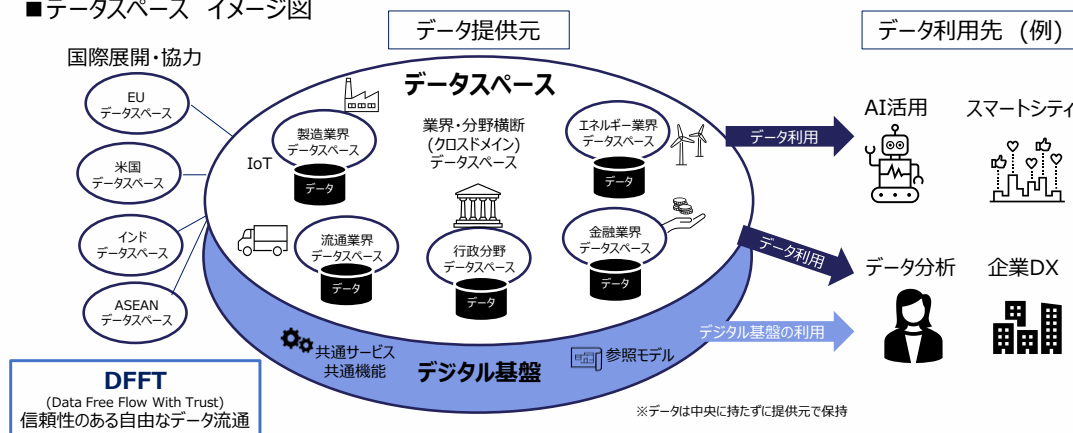 ■データスペース イメージ図
データ提供元
データ利用先 (例)
国際展開・協力
EU
データスペース
米国
データスペース
インド
データスペース
ASEAN
データスペース
データスペース
製造業界
データスペース
データ
IoT
業界・分野横断
(クロスドメイン)
データスペース
エネルギー業界
データスペース
データ
流通業界
データスペース
データ
行政分野
データスペース
データ
金融業界
データスペース
データ
共通サービス
共通機能
デジタル基盤
参照モデル
データ利用
データ利用
デジタル基盤の利用
AI活用
スマートシティ
データ分析
企業DX
DFFT
(Data Free Flow With Trust)
信頼性のある自由なデータ流通
※データは中央に持たずに提供元で保持